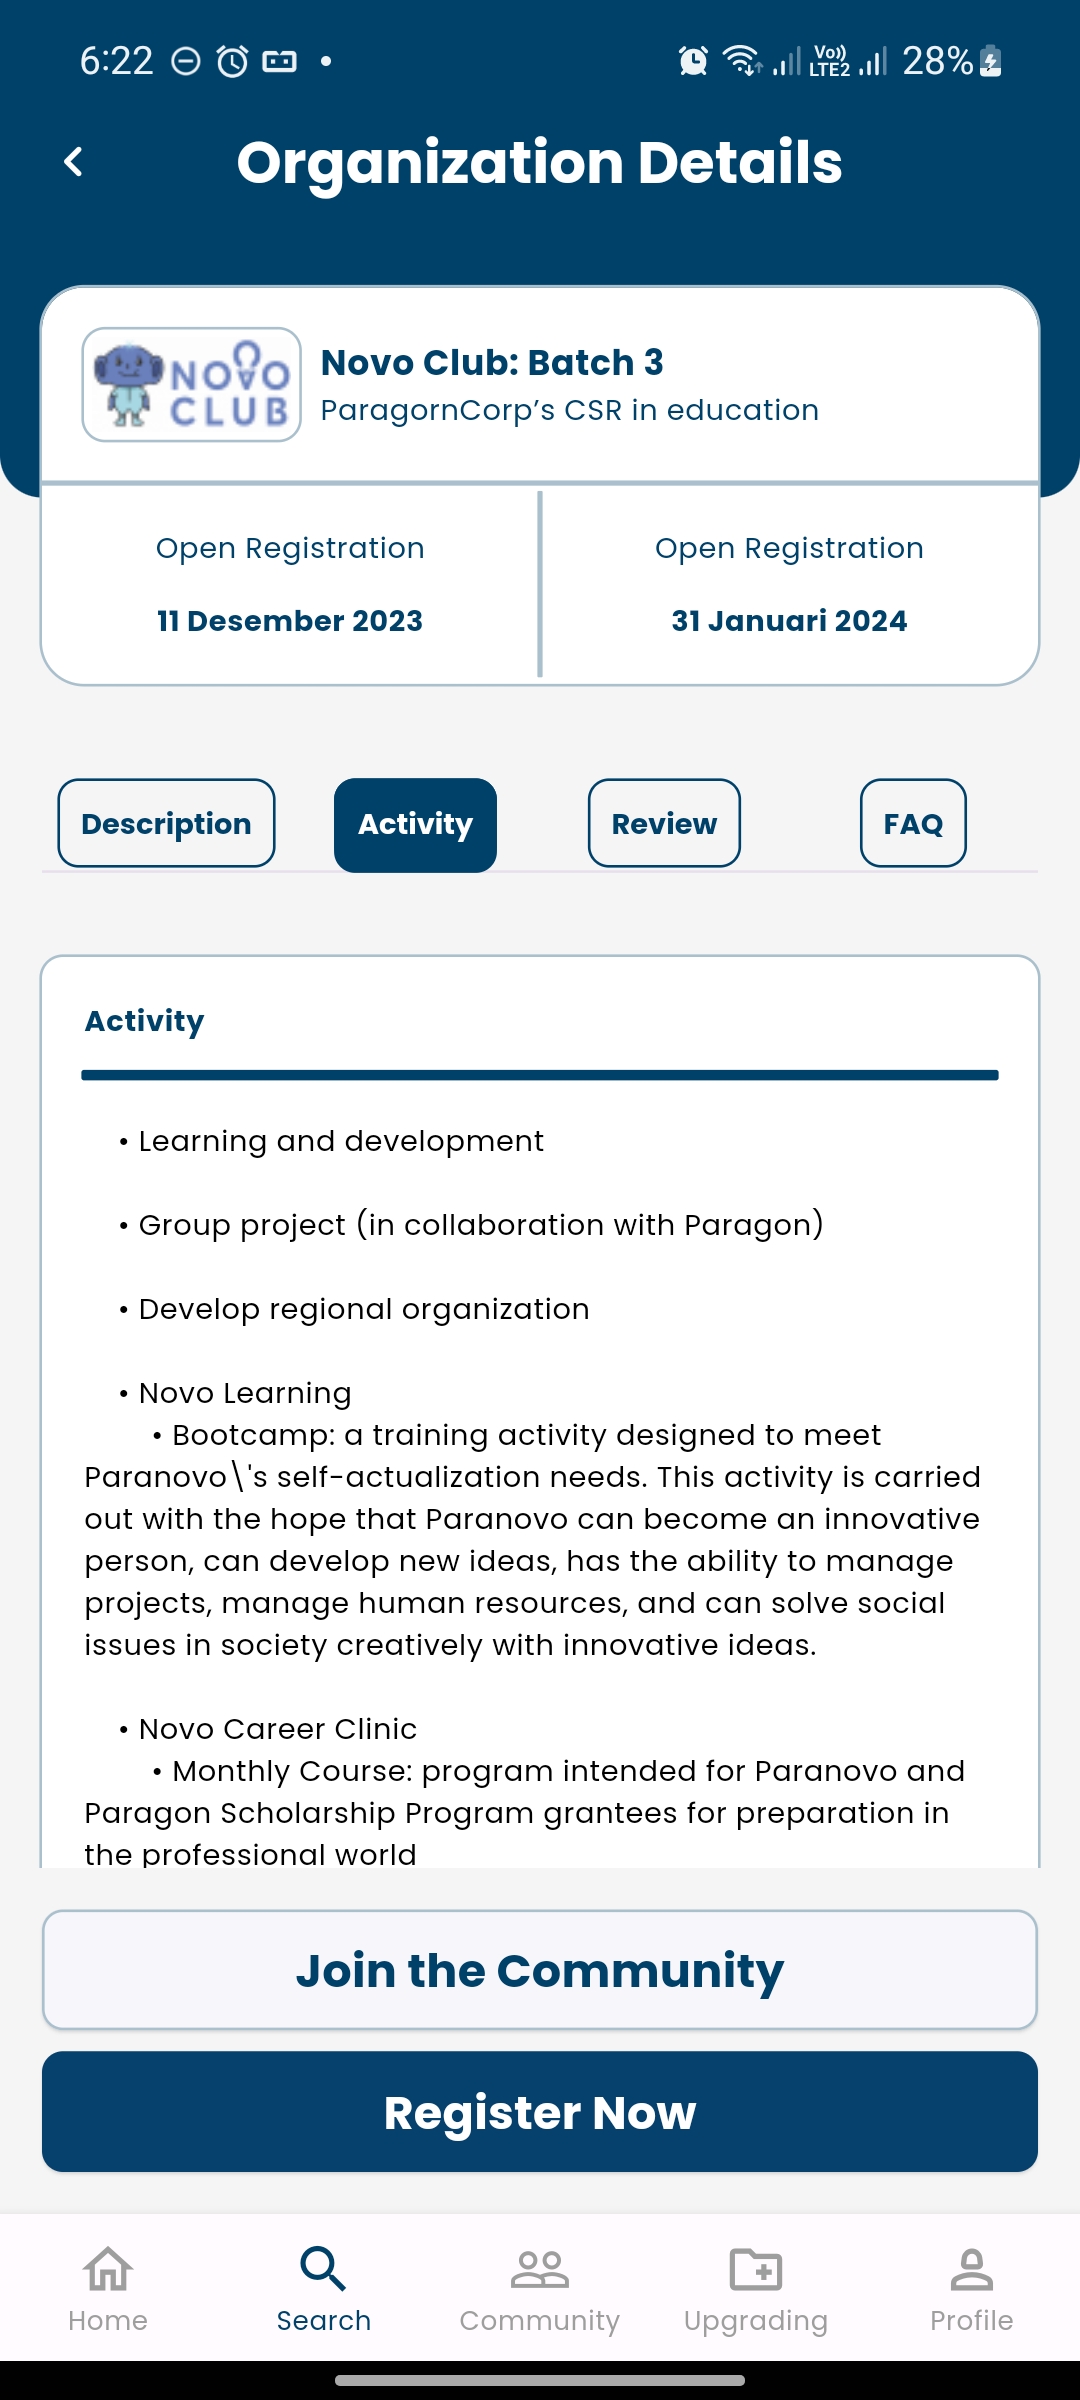 6:22
Vo))
LTE2
28%
Organization Details
NOVO
CLUB
Novo Club: Batch 3
ParagornCorp’s CSR in education
Open Registration
11 Desember 2023
Open Registration
31 Januari 2024
Description
Activity
Review
FAQ
Activity
• Learning and development
• Group project (in collaboration with Paragon)
• Develop regional organization
• Novo Learning
• Bootcamp: a training activity designed to meet
Paranovo\'s self-actualization needs. This activity is carried
out with the hope that Paranovo can become an innovative
person, can develop new ideas, has the ability to manage
projects, manage human resources, and can solve social
issues in society creatively with innovative ideas.
• Novo Career Clinic
• Monthly Course: program intended for Paranovo and
Paragon Scholarship Program grantees for preparation in
the professional world
Join the Community
Register Now
Home
Search
Community
Upgrading
Profile